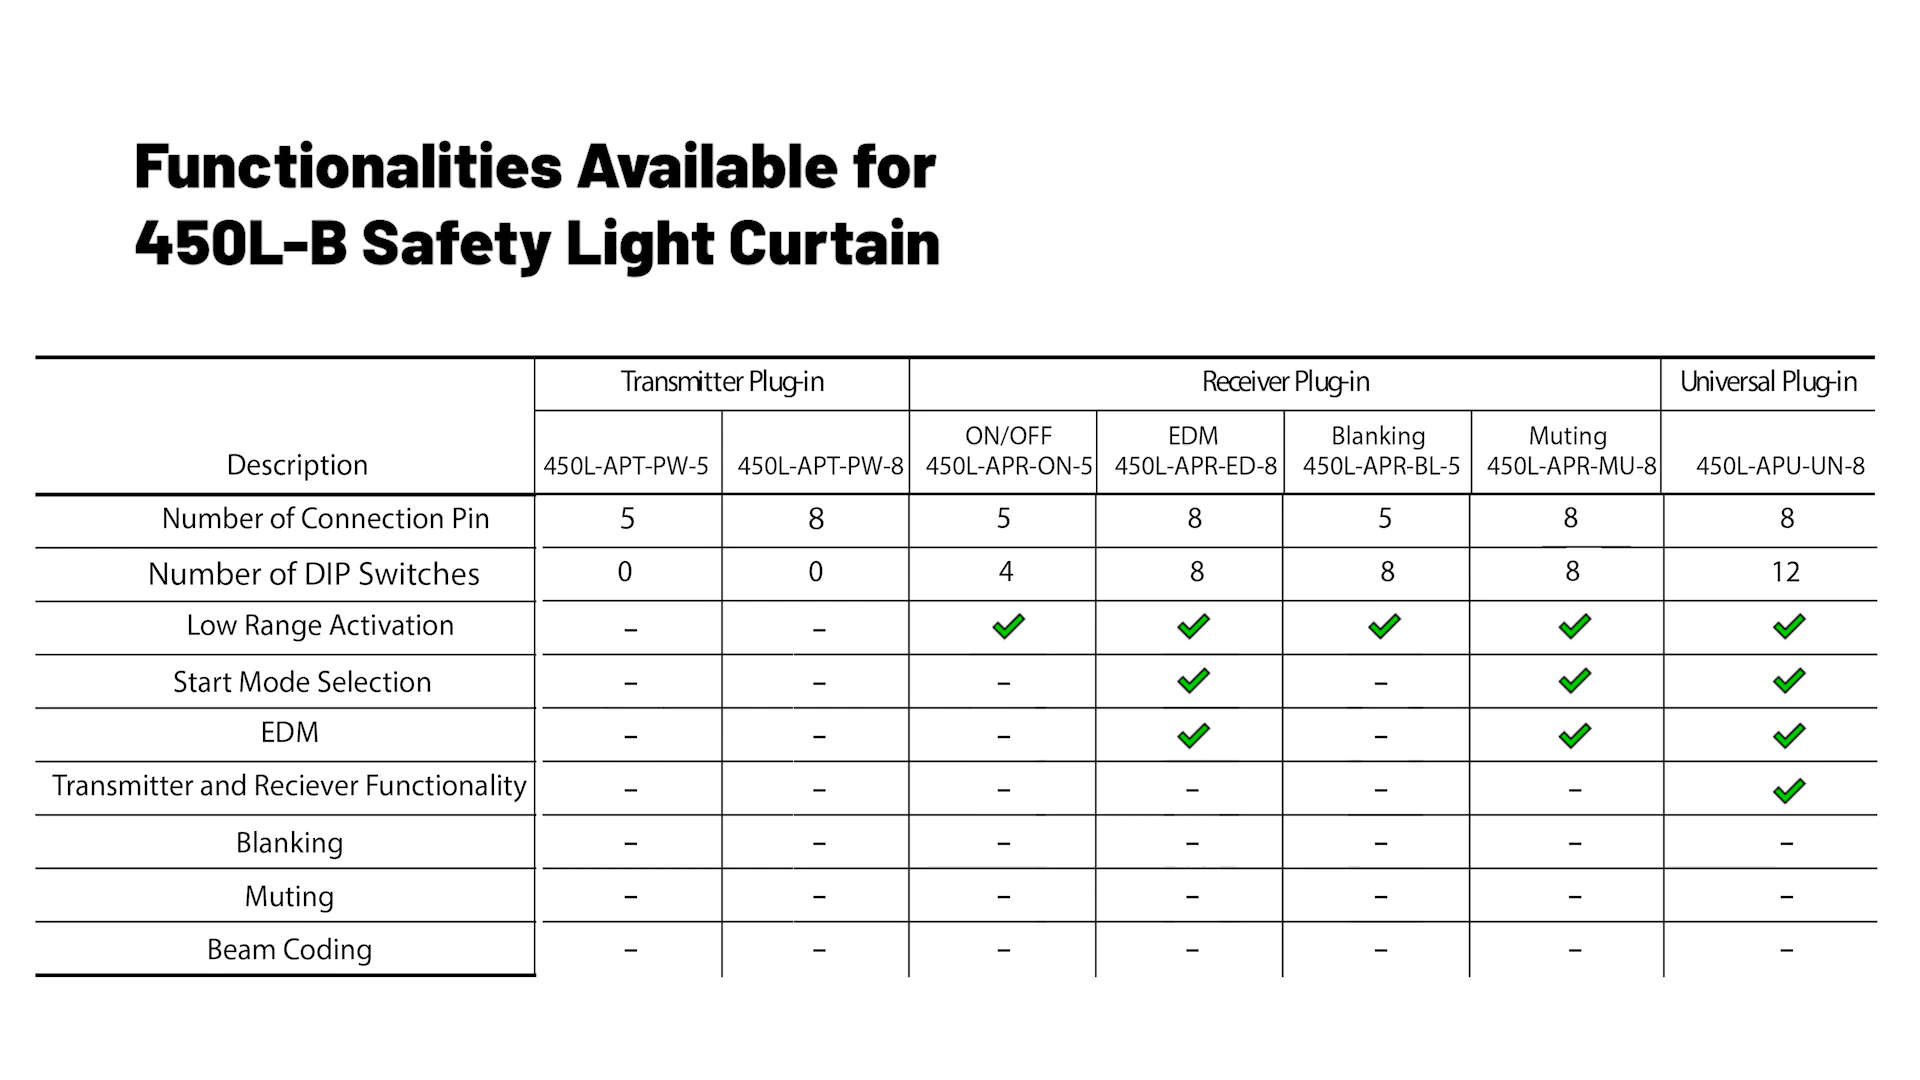 Functionalities Available for
450L-B Safety Light Curtain
Transmitter Plug-in Receiver Plug-in Universal Plug-in
Description 450L-APT-PW-5 450L-APT-PW-8 ON/OFF 450L-APR-ON-5 EDM 450L-APR-ED-8 Blanking 450L-APR-BL-5 Muting 450L-APR-MU-8 450L-APU-UN-8
Number of Connection Pin 5 8 5 8 5 8 8
Number of DIP Switches 0 0 4 8 8 8 12
Low Range Activation – – ✓ ✓ ✓ ✓ ✓
Start Mode Selection – – – ✓ – ✓ ✓
EDM – – – ✓ – ✓ ✓
Transmitter and Reciever Functionality – – – – – – ✓
Blanking – – – – – – –
Muting – – – – – – –
Beam Coding – – – – – – –